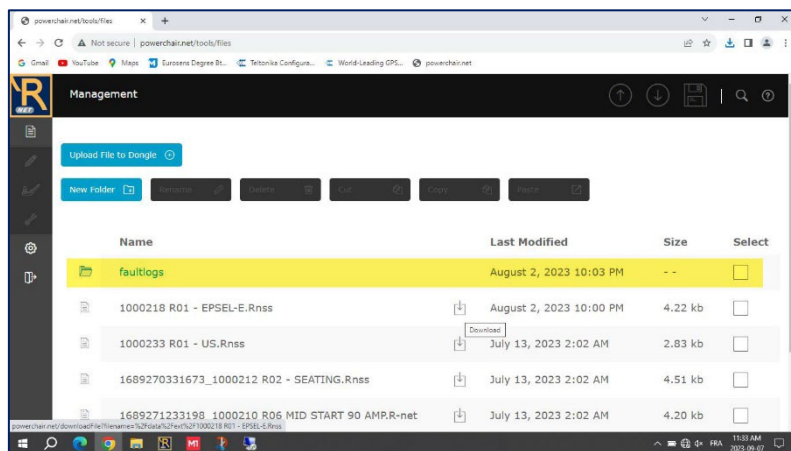 powerchair.net/tools/files
Not secure | powerchair.net/tools/files
Gmail YouTube Maps Eurosens Degree Bt... Teltonika Configura... World-Leading GPS... powerchair.net
R NET
Management
Upload File to Dongle
New Folder Rename Delete Cut Copy Paste
Name Last Modified Size Select
faultlogs August 2, 2023 10:03 PM - -
1000218 R01 - EPSEL-E.Rnss August 2, 2023 10:00 PM 4.22 kb
Download
1000233 R01 - US.Rnss July 13, 2023 2:02 AM 2.83 kb
1689270331673_1000212 R02 - SEATING.Rnss July 13, 2023 2:02 AM 4.51 kb
1689271233198_1000210 R06 MID START 90 AMP.R-net July 13, 2023 2:02 AM 4.20 kb
powerchair.net/downloadFile?filename=%2Fdata%2Fext%2F1000218 R01 - EPSEL-E.Rnss
FRA 11:33 AM
2023-09-07